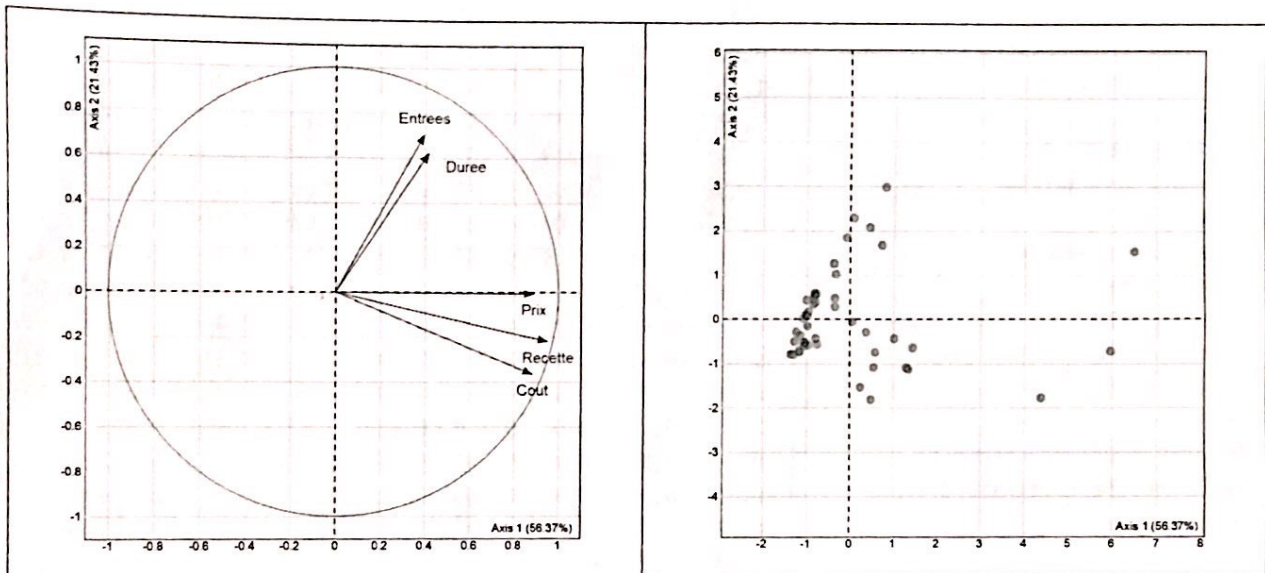 Axis 2 (21.43%)
1
0.8
0.6
0.4
0.2
0
-0.2
-0.4
-0.6
-0.8
-1
Entrees
Duree
Prix
Recette
Cout
Axis 1 (56.37%)
-1 -0.8 -0.6 -0.4 -0.2 0 0.2 0.4 0.6 0.8 1
Axis 2 (21.43%)
6
5
4
3
2
1
0
-1
-2
-3
-4
Axis 1 (56.37%)
-2 -1 0 1 2 3 4 5 6 7 8